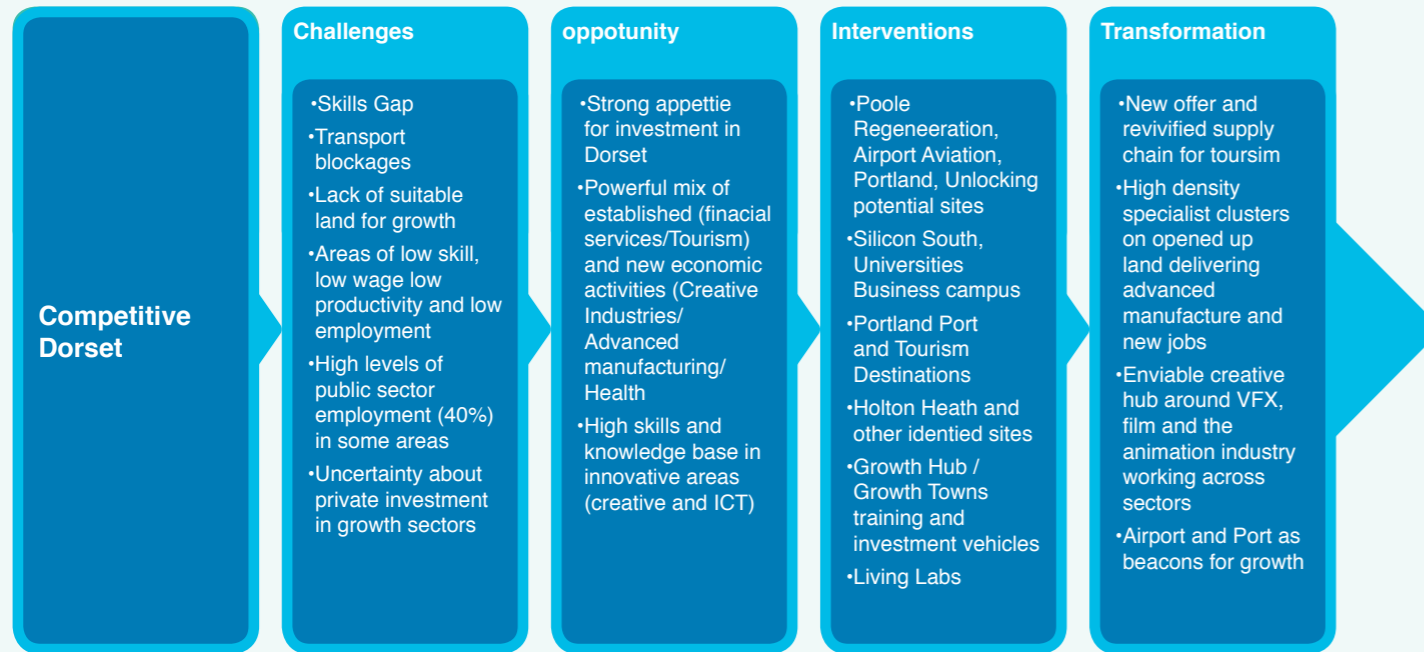 Competitive
Dorset
Challenges
•Skills Gap
•Transport
blockages
•Lack of suitable
land for growth
•Areas of low skill,
low wage low
productivity and low
employment
•High levels of
public sector
employment (40%)
in some areas
•Uncertainty about
private investment
in growth sectors
oppotunity
•Strong appettie
for investment in
Dorset
•Powerful mix of
established (finacial
services/Tourism)
and new economic
activities (Creative
Industries/
Advanced
manufacturing/
Health
•High skills and
knowledge base in
innovative areas
(creative and ICT)
Interventions
•Poole
Regeneeration,
Airport Aviation,
Portland, Unlocking
potential sites
•Silicon South,
Universities
Business campus
•Portland Port
and Tourism
Destinations
•Holton Heath and
other identied sites
•Growth Hub /
Growth Towns
training and
investment vehicles
•Living Labs
Transformation
•New offer and
revivified supply
chain for toursim
•High density
specialist clusters
on opened up
land delivering
advanced
manufacture and
new jobs
•Enviable creative
hub around VFX,
film and the
animation industry
working across
sectors
•Airport and Port as
beacons for growth